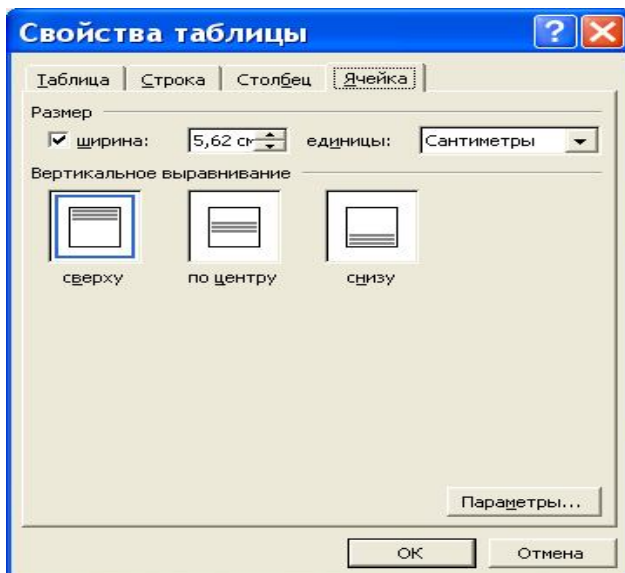 Свойства таблицы
Таблица Строка Столбец Ячейка
Размер
ширина: 5,62 см единицы: Сантиметры
Вертикальное выравнивание
сверху по центру снизу
Параметры...
ОК Отмена